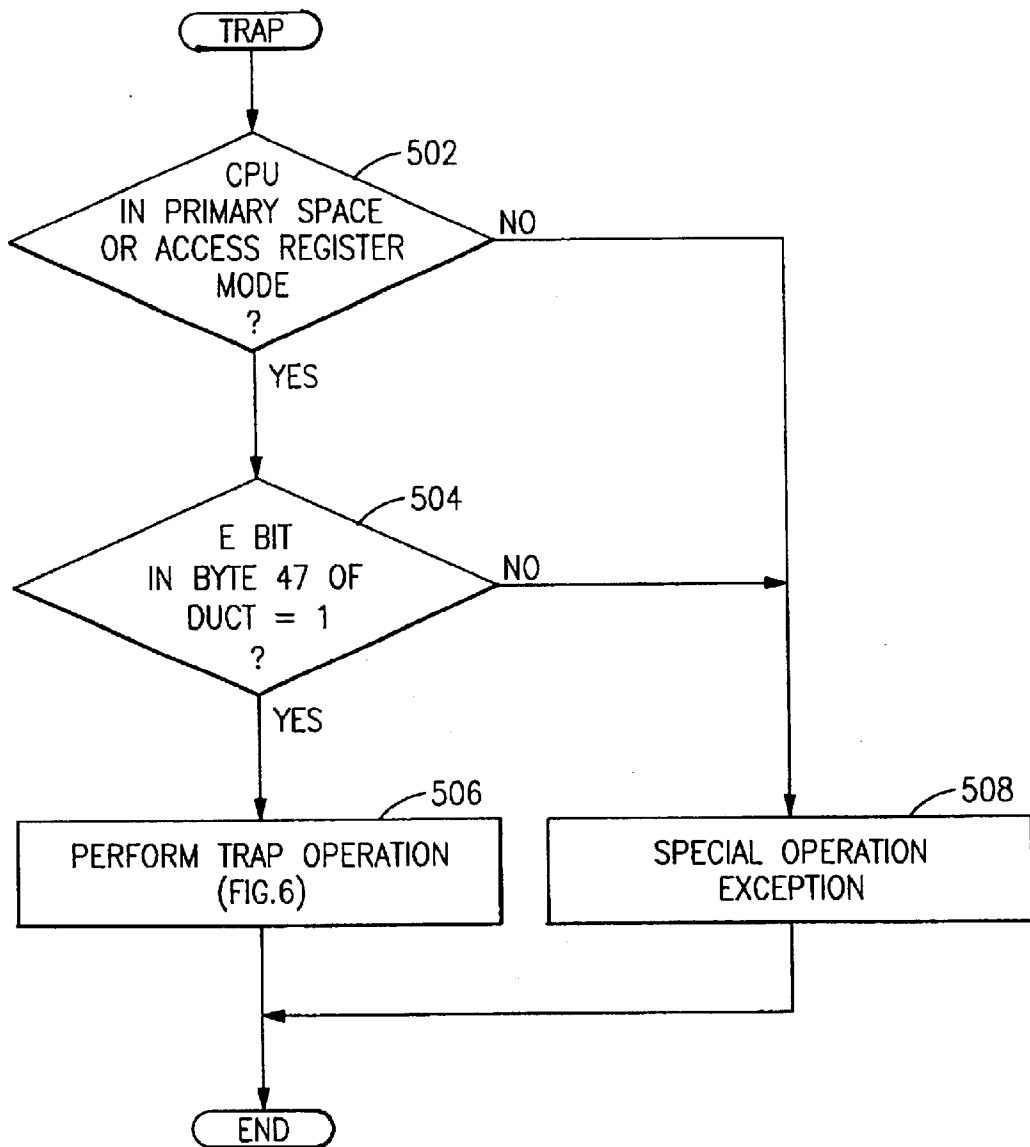 TRAP
502
CPU
IN PRIMARY SPACE
OR ACCESS REGISTER
MODE
?
NO
YES
504
E BIT
IN BYTE 47 OF
DUCT = 1
?
NO
YES
506
PERFORM TRAP OPERATION
(FIG.6)
508
SPECIAL OPERATION
EXCEPTION
END